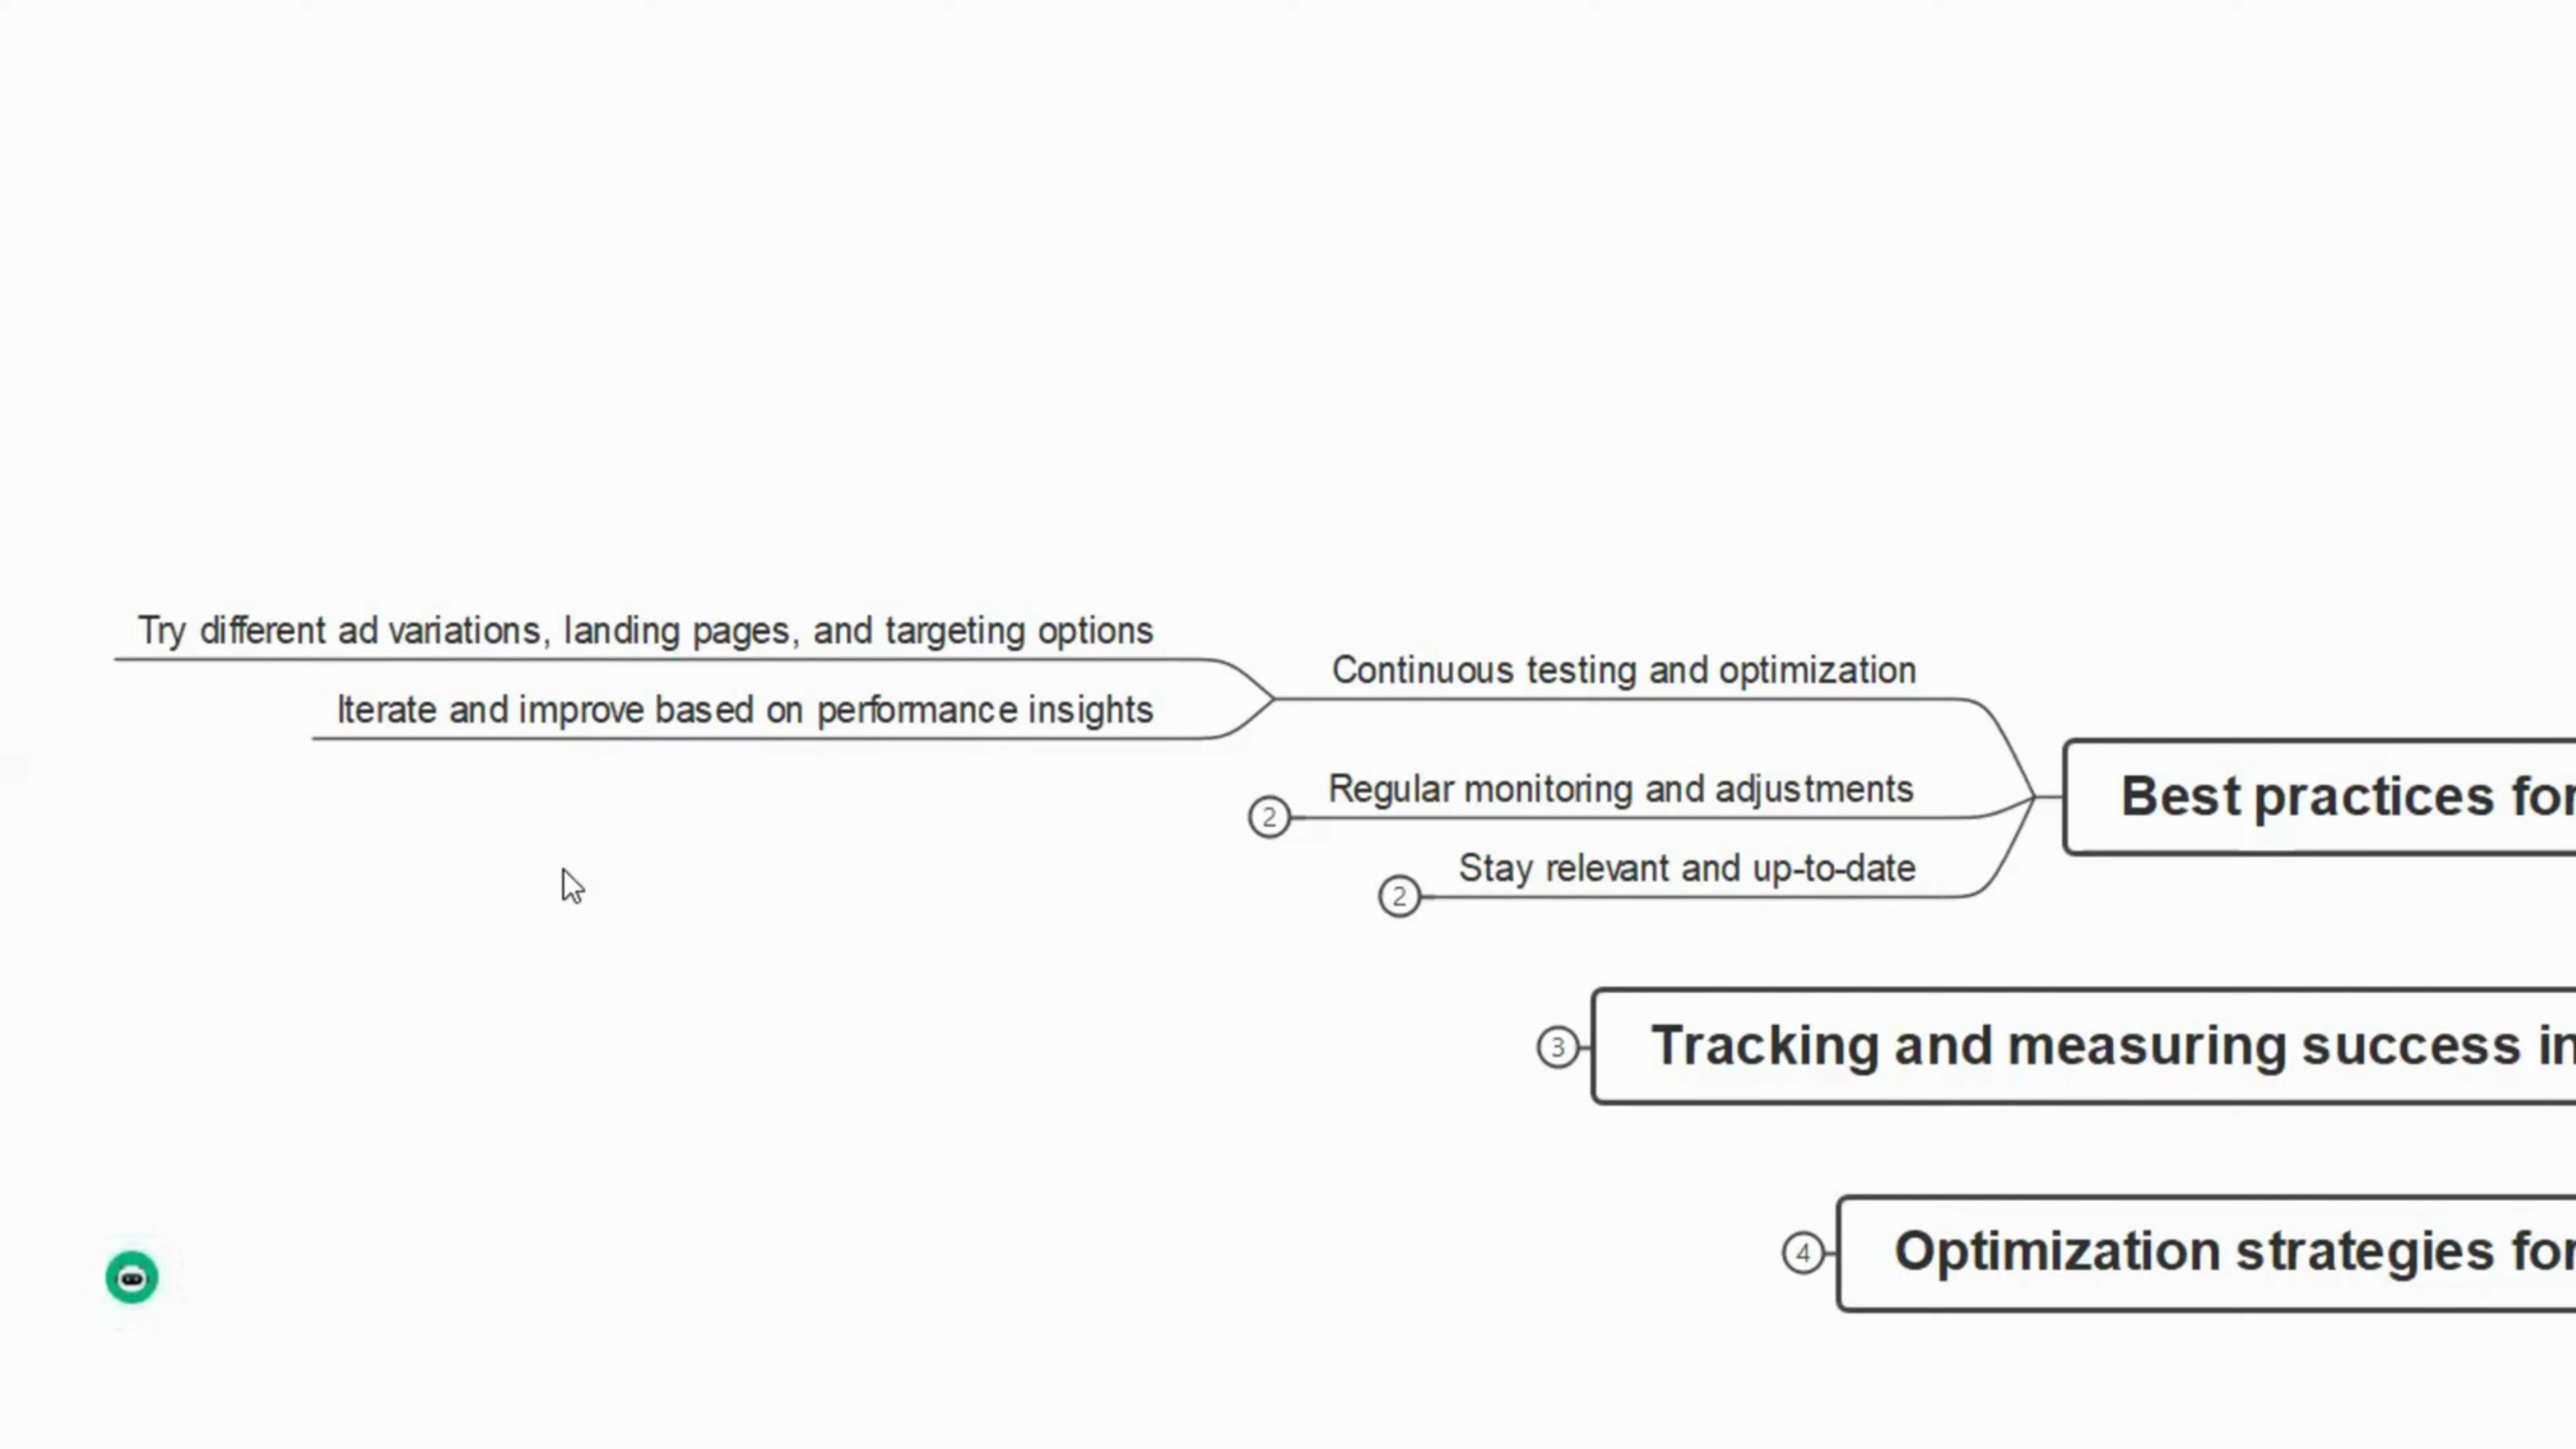 Try different ad variations, landing pages, and targeting options
Iterate and improve based on performance insights
Continuous testing and optimization
2 Regular monitoring and adjustments
2 Stay relevant and up-to-date
Best practices for
3 Tracking and measuring success in
4 Optimization strategies for